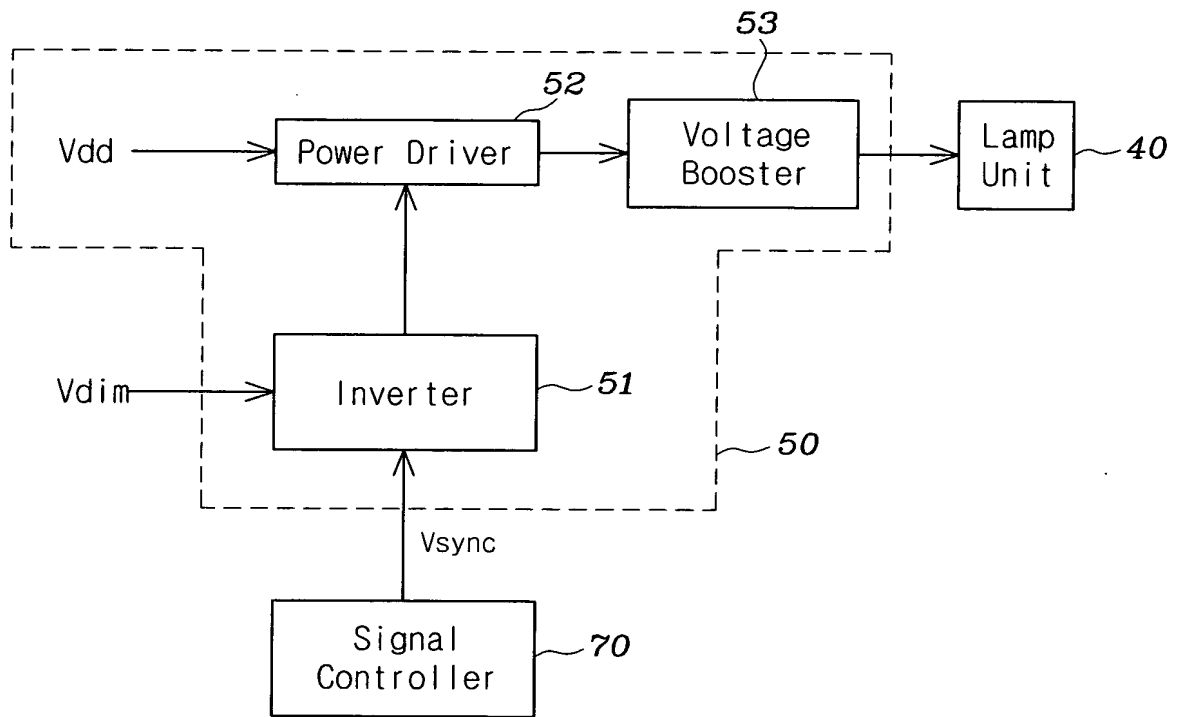 53
52
Vdd
Power Driver
Voltage
Booster
Lamp
Unit
40
Vdim
Inverter
51
50
Vsync
Signal
Controller
70